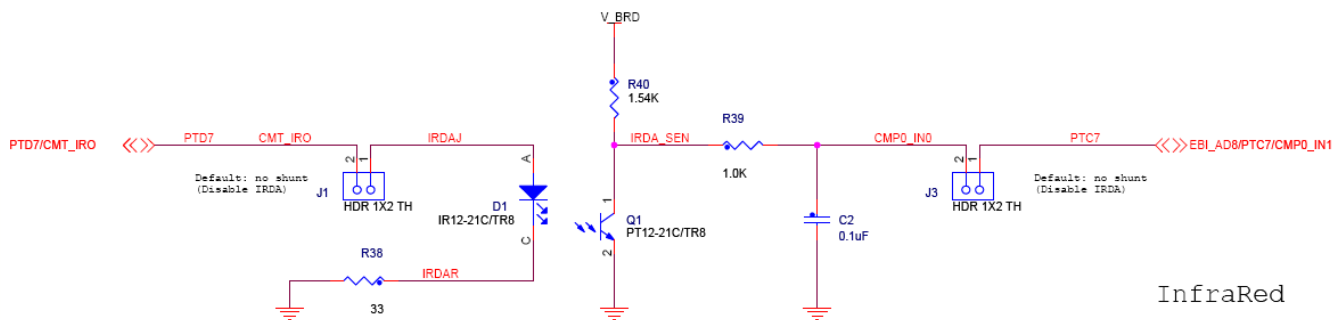 V_BRD
R40
1.54K
R39
1.0K
PTD7/CMT_IRO
PTD7
CMT_IRO
IRDAJ
IRDA_SEN
CMP0_IN0
PTC7
EBI_AD8/PTC7/CMP0_IN1
2
1
A
2
1
Default: no shunt
(Disable IRDA)
J1
HDR 1X2 TH
D1
IR12-21C/TR8
C
1
Q1
PT12-21C/TR8
2
C2
0.1uF
J3
HDR 1X2 TH
Default: no shunt
(Disable IRDA)
R38
33
IRDAR
InfraRed